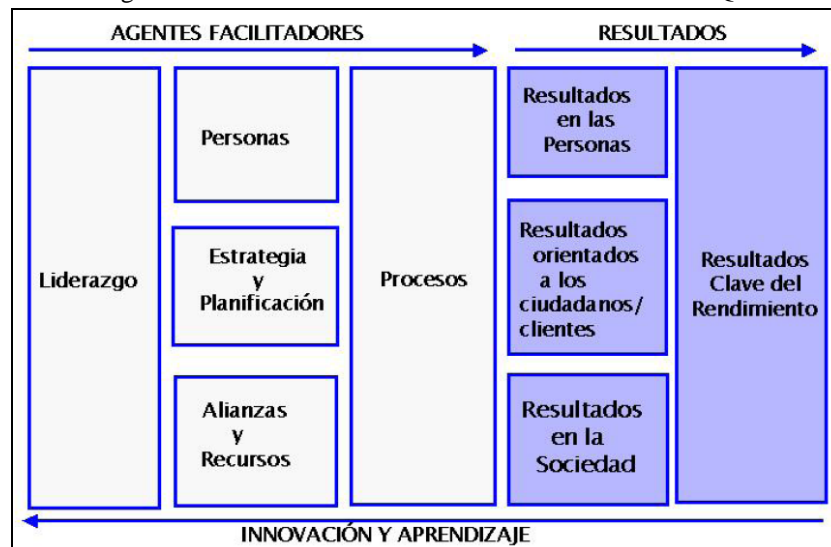 AGENTES FACILITADORES
RESULTADOS
Liderazgo
Personas
Estrategia
y
Planificación
Alianzas
y
Recursos
Procesos
Resultados
en las
Personas
Resultados
orientados
a los
ciudadanos/
clientes
Resultados
en la
Sociedad
Resultados
Clave del
Rendimiento
INNOVACIÓN Y APRENDIZAJE